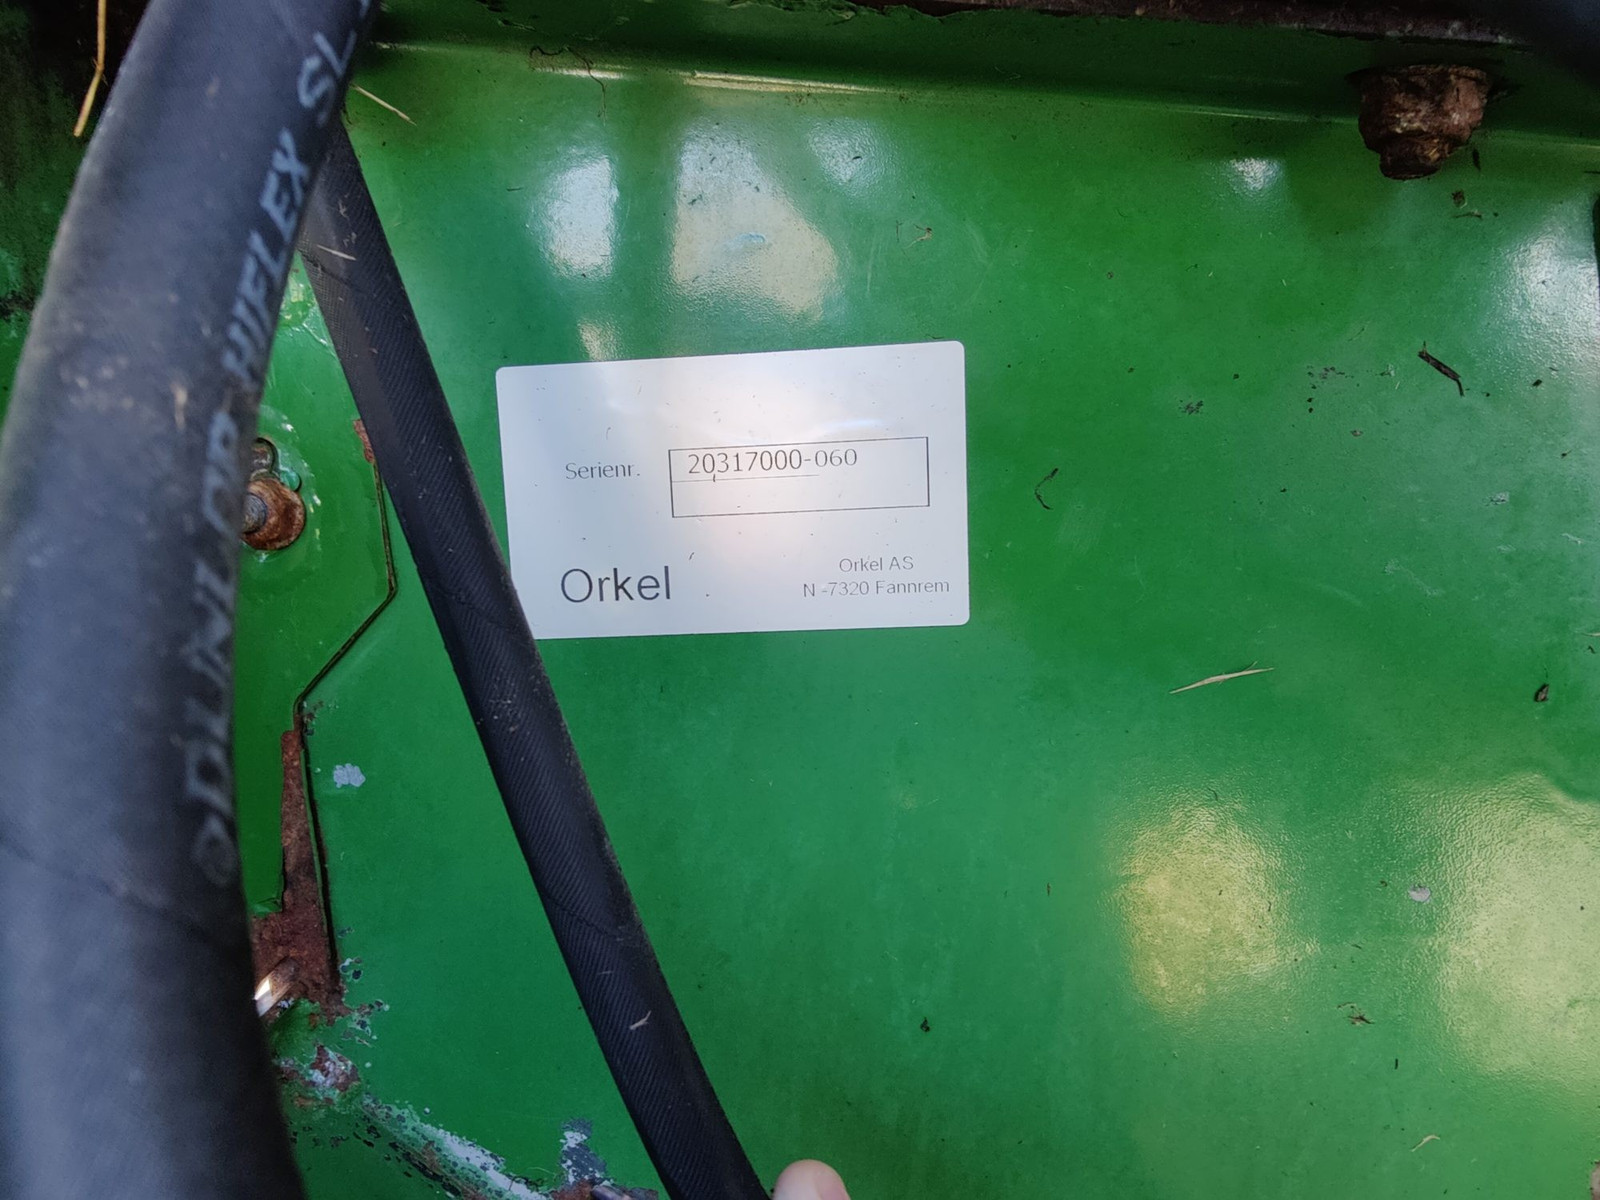 DUNLOP HIFLEX SL
Serienr. 20317000-060
Orkel
Orkel AS
N -7320 Fannrem